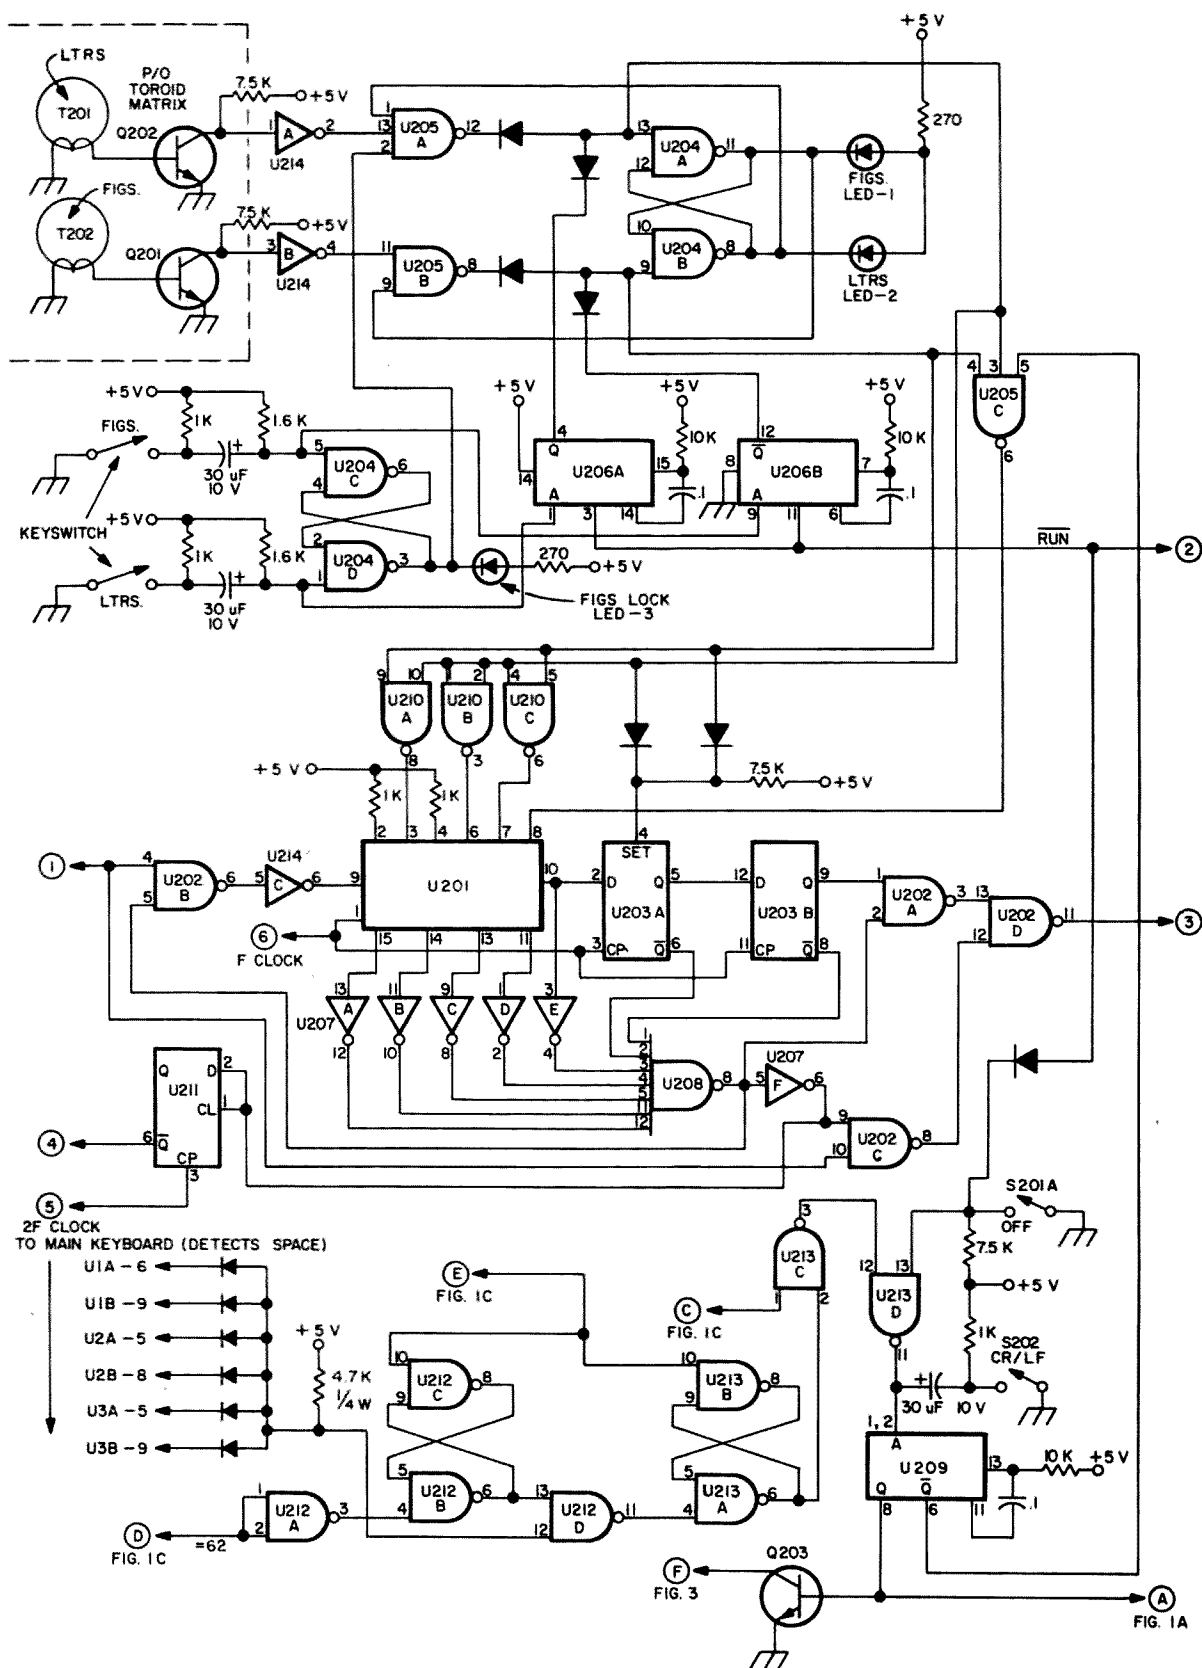 LTRS
T201
P/O
TOROID
MATRIX
Q202
7.5 K
+5 V
1
A
2
U214
FIGS.
T202
Q201
7.5 K
+5V
3
B
4
U214
1
13
2
U205
A
12
11
9
U205
B
8
13
12
U204
A
11
10
9
U204
B
8
+5 V
270
FIGS.
LED-1
LTRS
LED-2
4
3
5
U205
C
6
+5 V
FIGS.
1K
1.6 K
30 uF
10 V
KEYSWITCH
+5 V
LTRS.
1K
1.6 K
30 uF
10 V
5
4
U204
C
6
2
1
U204
D
3
270
+5 V
FIGS LOCK
LED-3
+5 V
14
4
Q
U206A
A
1
3
14
15
+5 V
10 K
.1
8
12
Q
U206B
A
9
11
6
7
+5 V
10 K
.1
RUN
2
9
10
U210
A
8
1
2
U210
B
3
4
5
U210
C
6
+5 V
1K
1K
7.5 K
+5 V
1
4
5
U202
B
6
U214
5
C
6
2
3
4
6
7
8
9
U201
10
1
15
14
13
11
6
F CLOCK
4
SET
2
D
Q
5
U203 A
3
CP
Q
6
12
D
Q
9
U203 B
11
CP
Q
8
1
2
U202
A
3
13
12
U202
D
11
3
U207
13
A
12
11
B
10
9
C
8
1
D
2
3
E
4
1
2
3
4
5
11
12
U208
8
U207
5
F
6
9
10
U202
C
8
Q
D
2
U211
CL
1
6
Q
CP
3
4
5
2F CLOCK
TO MAIN KEYBOARD (DETECTS SPACE)
U1A-6
U1B-9
U2A-5
U2B-8
U3A-5
U3B-9
+5 V
4.7 K
1/4 W
E
FIG. 1C
C
FIG. 1C
D
FIG. 1C
=62
1
2
U212
A
3
10
9
U212
C
8
5
4
U212
B
6
13
12
U212
D
11
10
9
U213
B
8
5
4
U213
A
6
3
U213
C
1
2
12
13
U213
D
11
S201A
OFF
7.5 K
+5 V
1K
S202
CR/LF
30 uF
10 V
1, 2
A
U209
Q
Q
8
6
11
13
10 K
+5 V
.1
Q203
F
FIG. 3
A
FIG. 1A